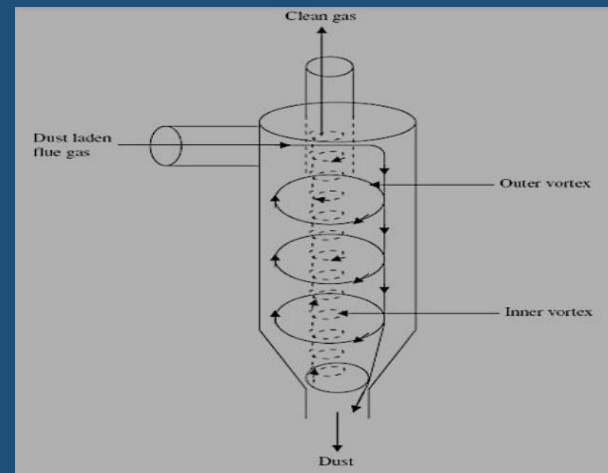 Clean gas
Dust laden
flue gas
Outer vortex
Inner vortex
Dust